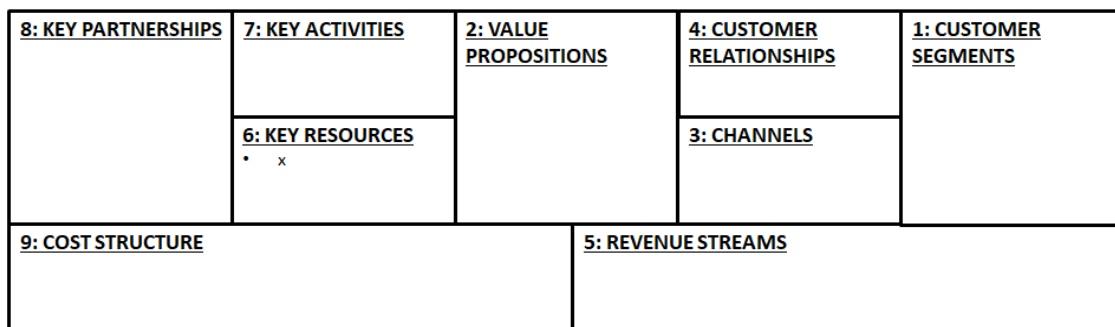 8: KEY PARTNERSHIPS
7: KEY ACTIVITIES
2: VALUE
PROPOSITIONS
4: CUSTOMER
RELATIONSHIPS
1: CUSTOMER
SEGMENTS
6: KEY RESOURCES
• x
3: CHANNELS
9: COST STRUCTURE
5: REVENUE STREAMS